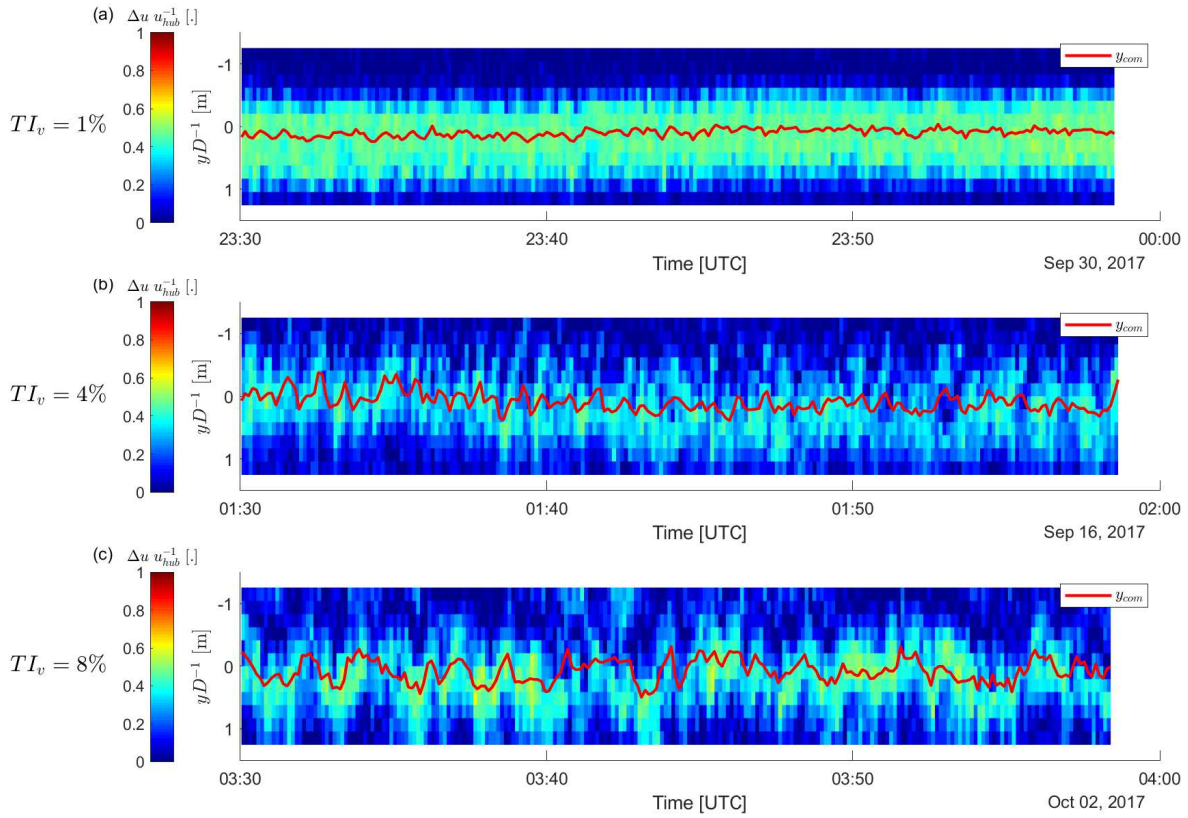 (a) Δu u_hub^-1 [.]
TI_v = 1%
1
0.8
0.6
0.4
0.2
0
yD^-1 [m]
-1
0
1
y_com
23:30 23:40 23:50 00:00
Time [UTC]
Sep 30, 2017
(b) Δu u_hub^-1 [.]
TI_v = 4%
1
0.8
0.6
0.4
0.2
0
yD^-1 [m]
-1
0
1
y_com
01:30 01:40 01:50 02:00
Time [UTC]
Sep 16, 2017
(c) Δu u_hub^-1 [.]
TI_v = 8%
1
0.8
0.6
0.4
0.2
0
yD^-1 [m]
-1
0
1
y_com
03:30 03:40 03:50 04:00
Time [UTC]
Oct 02, 2017